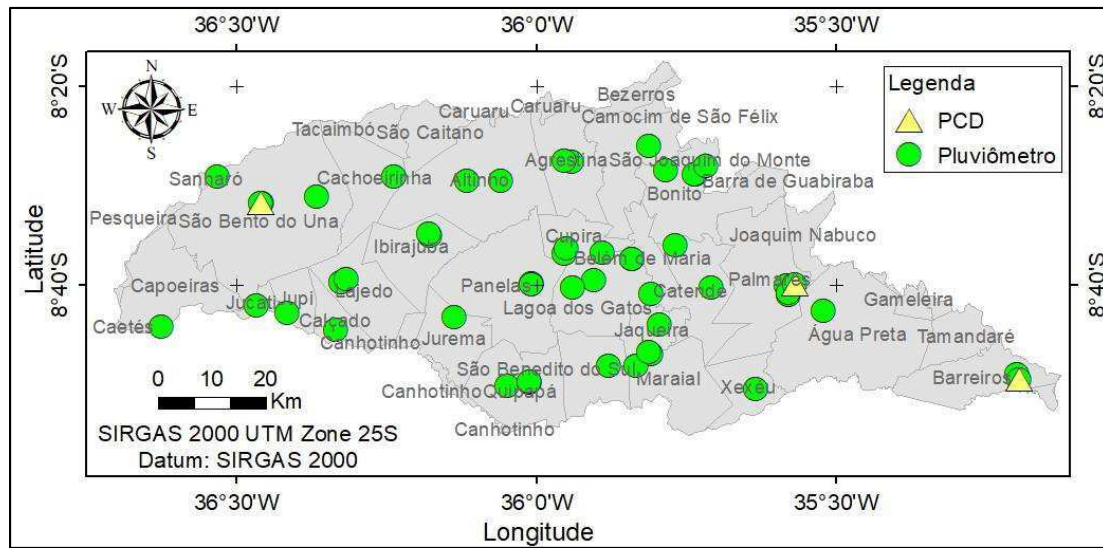 36°30'W 36°0'W 35°30'W
8°20'S 8°20'S
N
W E
S
Legenda
PCD
Pluviômetro
Bezerros
Caruaru Caruaru
Camocim de São Félix
Tacaimbó São Caitano
Agrestina São Joaquim do Monte
Sanharó Cachoeirinha Altinho Barra de Guabiraba
Bonito
Pesqueira São Bento do Una
Ibirajuba Cupira Joaquim Nabuco
Belém de Maria
Capoeiras Panelas Palmares
Jucati Jupi Lajedo Catende
Lagoa dos Gatos Gameleira
Caetés Calçado Água Preta
Canhotinho Jurema Jaqueira Tamandaré
São Benedito do Sul Maraial Barreiros
Canhotinho Quipapá Xexéu
Canhotinho
Latitude
8°40'S 8°40'S
0 10 20
Km
SIRGAS 2000 UTM Zone 25S
Datum: SIRGAS 2000
36°30'W 36°0'W 35°30'W
Longitude